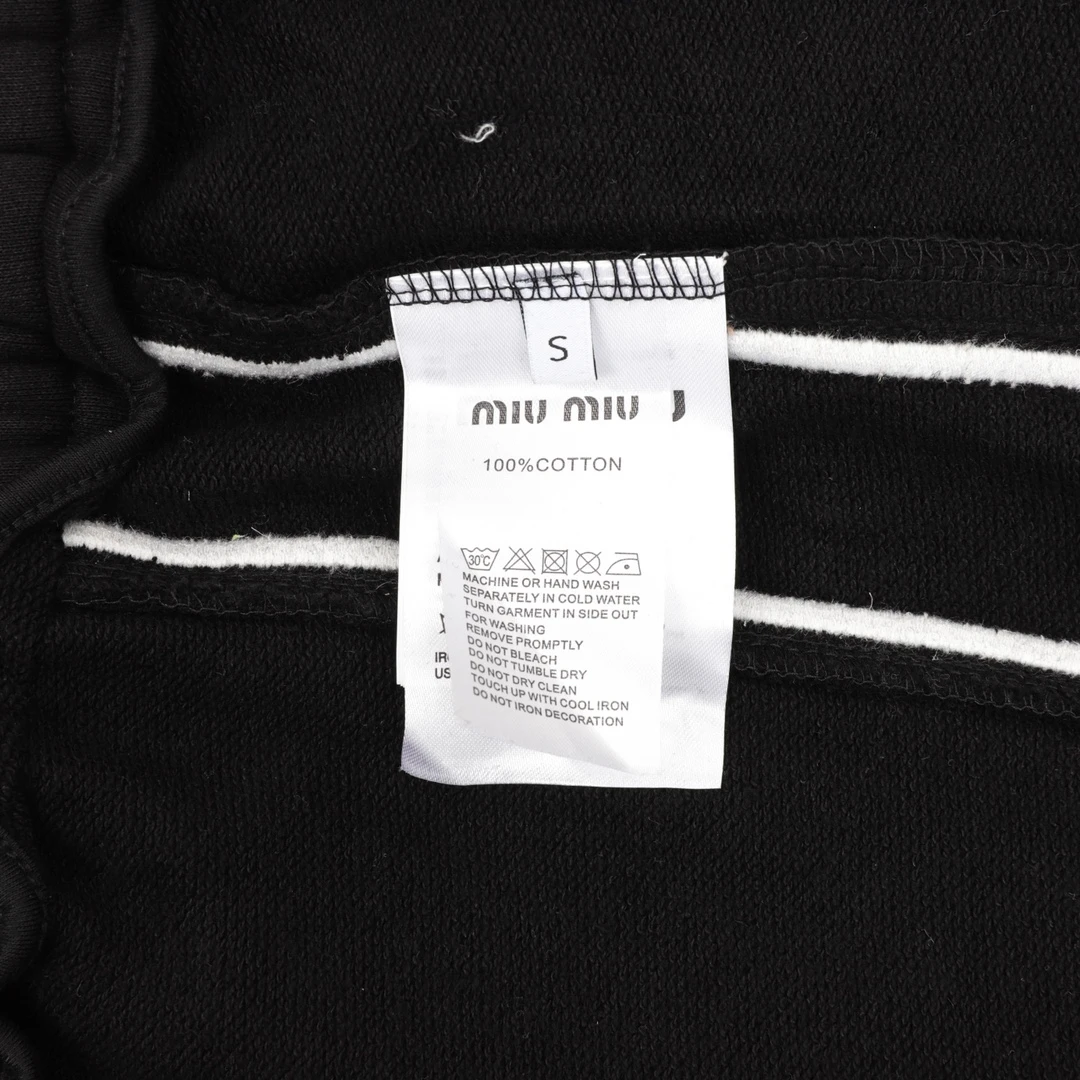 S
miu miu
100%COTTON
30°C
MACHINE OR HAND WASH
SEPARATELY IN COLD WATER
TURN GARMENT IN SIDE OUT
FOR WASHING
REMOVE PROMPTLY
DO NOT BLEACH
DO NOT TUMBLE DRY
DO NOT DRY CLEAN
TOUCH UP WITH COOL IRON
DO NOT IRON DECORATION